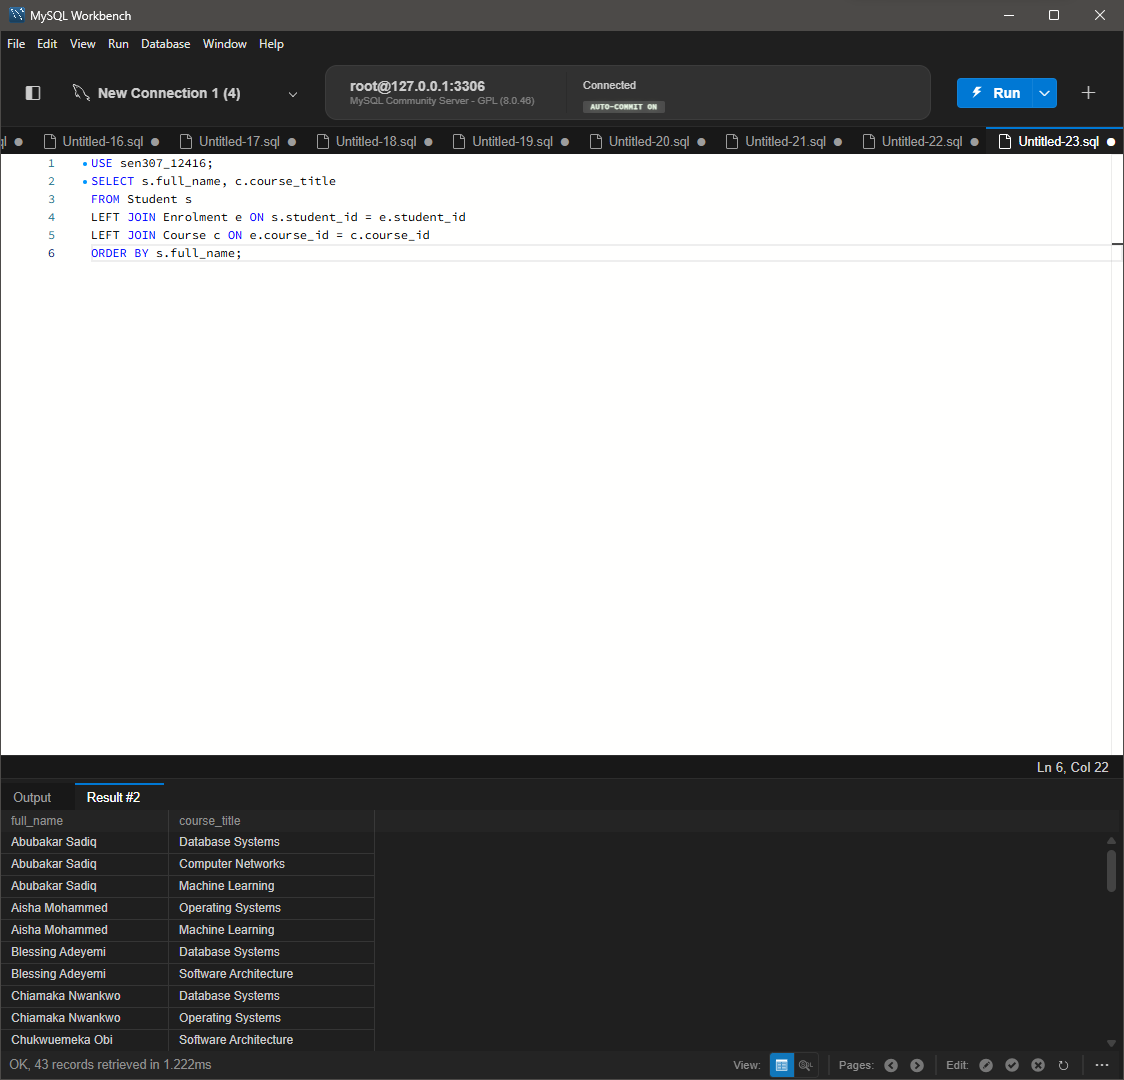 MySQL Workbench
File Edit View Run Database Window Help
New Connection 1 (4)
root@127.0.0.1:3306
MySQL Community Server - GPL (8.0.46)
Connected
AUTO-COMMIT ON
Run
ql Untitled-16.sql Untitled-17.sql Untitled-18.sql Untitled-19.sql Untitled-20.sql Untitled-21.sql Untitled-22.sql Untitled-23.sql
1 USE sen307_12416;
2 SELECT s.full_name, c.course_title
3 FROM Student s
4 LEFT JOIN Enrolment e ON s.student_id = e.student_id
5 LEFT JOIN Course c ON e.course_id = c.course_id
6 ORDER BY s.full_name;
Ln 6, Col 22
Output Result #2
full_name course_title
Abubakar Sadiq Database Systems
Abubakar Sadiq Computer Networks
Abubakar Sadiq Machine Learning
Aisha Mohammed Operating Systems
Aisha Mohammed Machine Learning
Blessing Adeyemi Database Systems
Blessing Adeyemi Software Architecture
Chiamaka Nwankwo Database Systems
Chiamaka Nwankwo Operating Systems
Chukwuemeka Obi Software Architecture
OK, 43 records retrieved in 1.222ms
View: Pages: Edit: